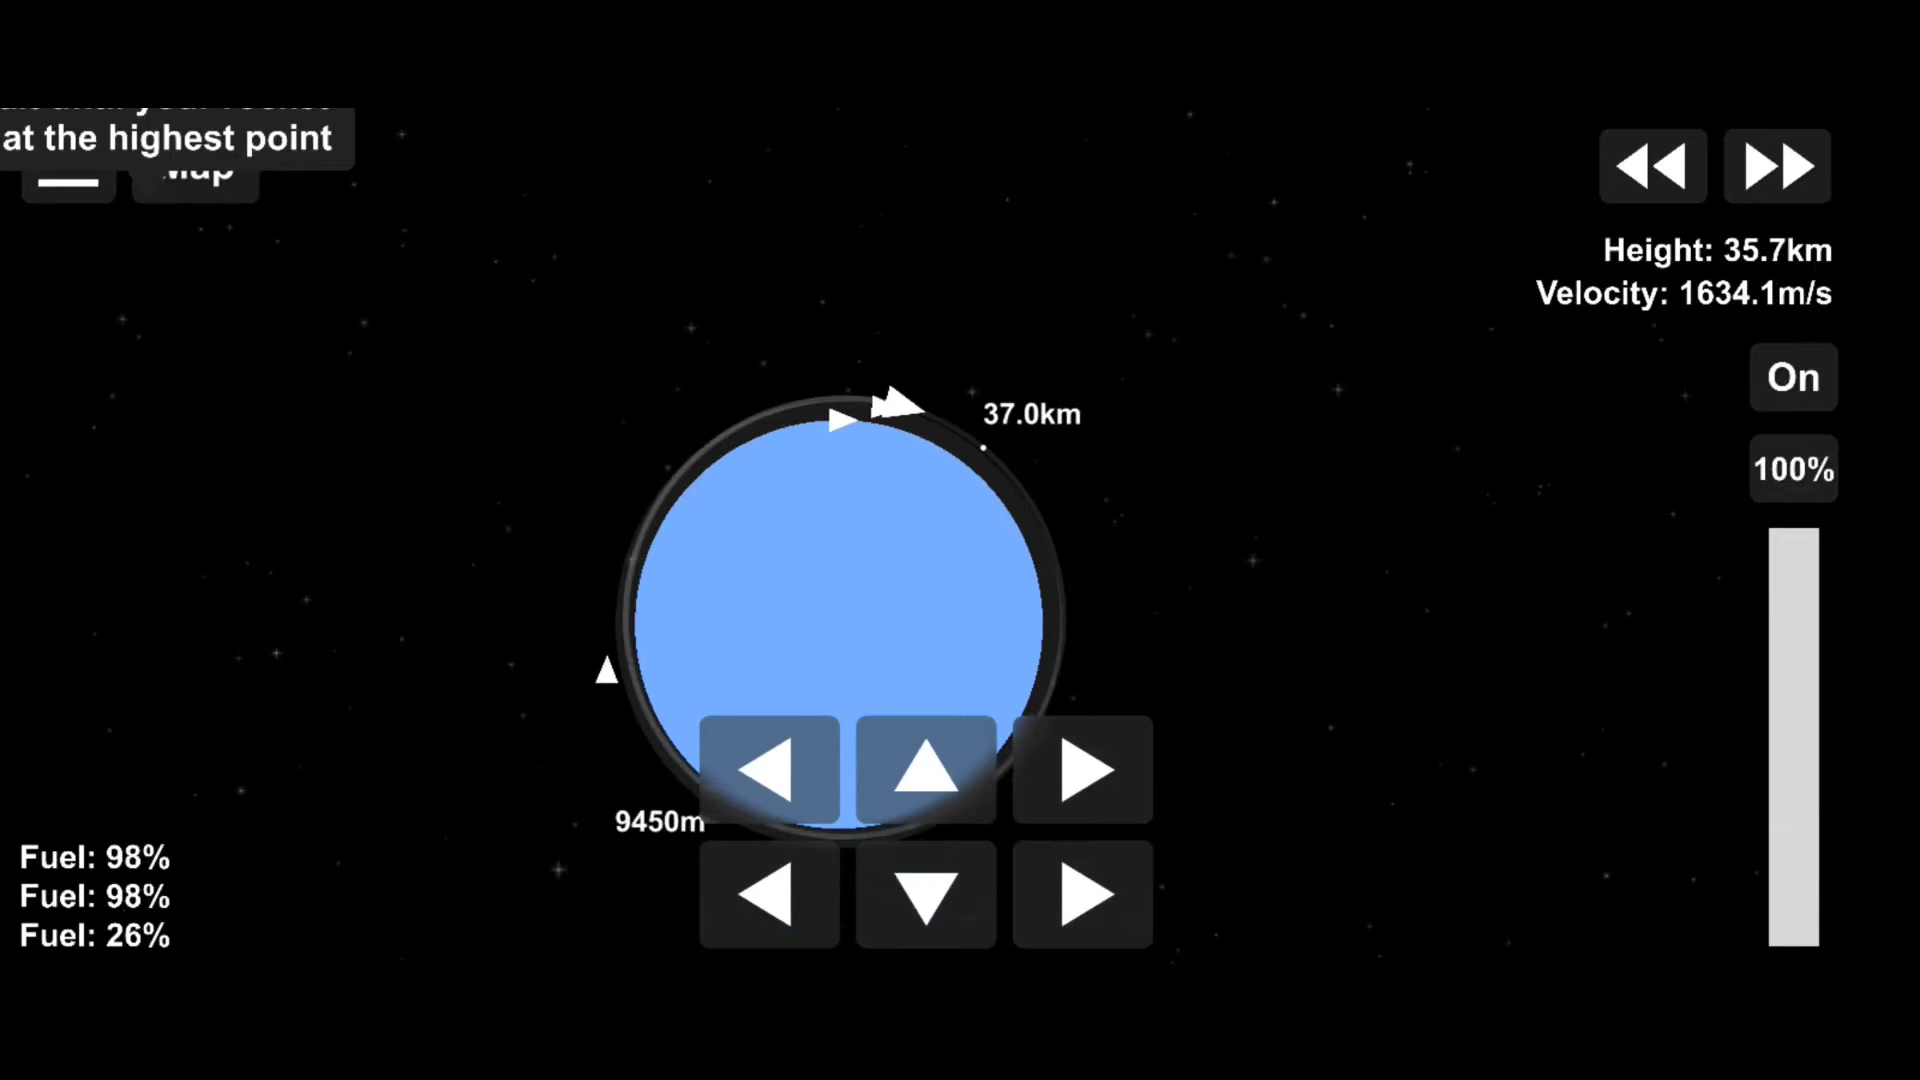 at the highest point
Map
Height: 35.7km
Velocity: 1634.1m/s
On
37.0km
100%
9450m
Fuel: 98%
Fuel: 98%
Fuel: 26%